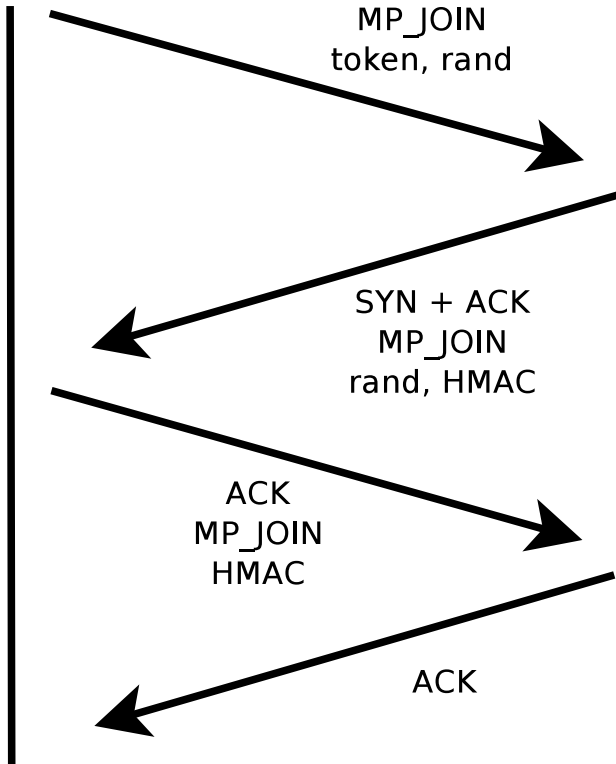 MP_JOIN
token, rand
SYN + ACK
MP_JOIN
rand, HMAC
ACK
MP_JOIN
HMAC
ACK